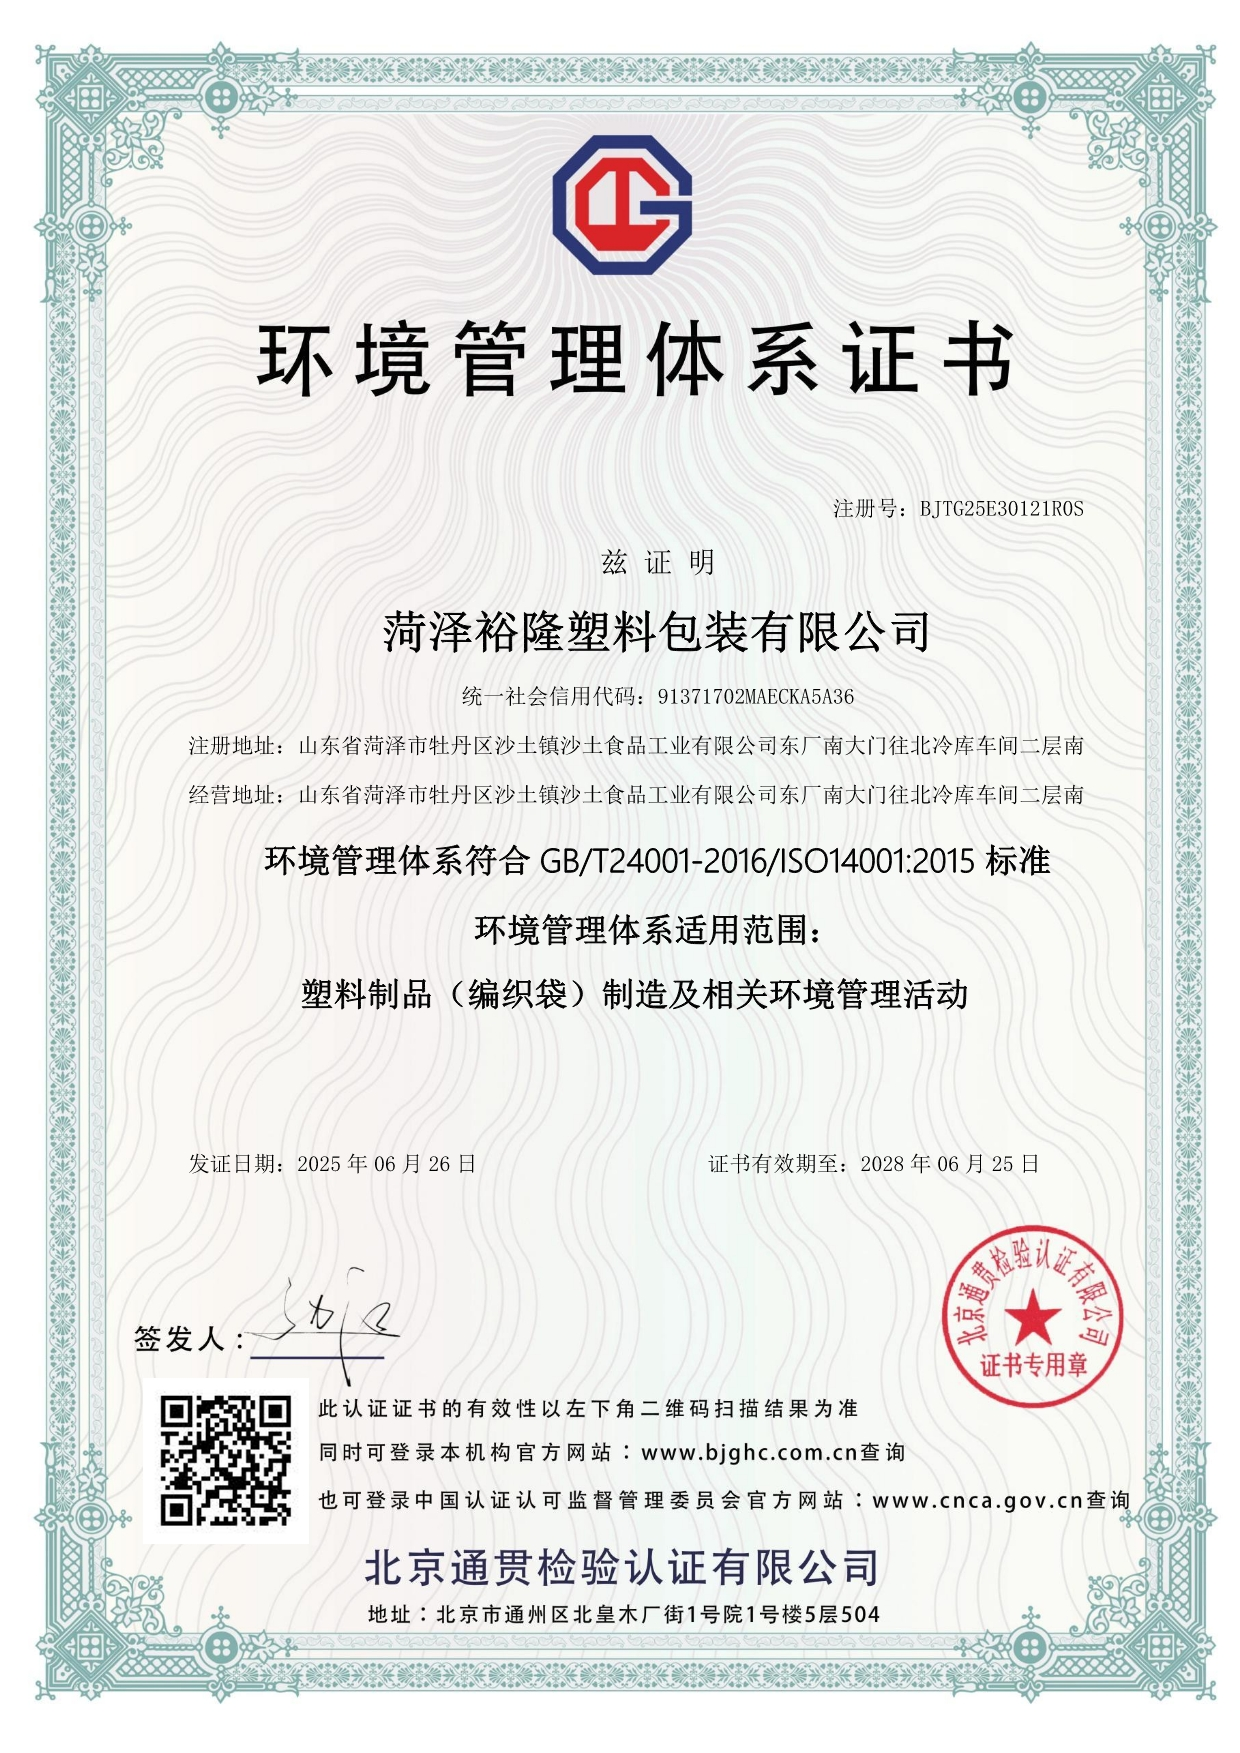 环境管理体系证书
注册号：BJTG25E30121R0S
兹证明
菏泽裕隆塑料包装有限公司
统一社会信用代码：91371702MAECKA5A36
注册地址：山东省菏泽市牡丹区沙土镇沙土食品工业有限公司东厂南大门往北冷库车间二层南
经营地址：山东省菏泽市牡丹区沙土镇沙土食品工业有限公司东厂南大门往北冷库车间二层南
环境管理体系符合 GB/T24001-2016/ISO14001:2015 标准
环境管理体系适用范围：
塑料制品（编织袋）制造及相关环境管理活动
发证日期：2025 年 06 月 26 日
证书有效期至：2028 年 06 月 25 日
北京通贯检验认证有限公司
证书专用章
签发人：
此认证证书的有效性以左下角二维码扫描结果为准
同时可登录本机构官方网站：www.bjghc.com.cn查询
也可登录中国认证认可监督管理委员会官方网站：www.cnca.gov.cn查询
北京通贯检验认证有限公司
地址：北京市通州区北皇木厂街1号院1号楼5层504